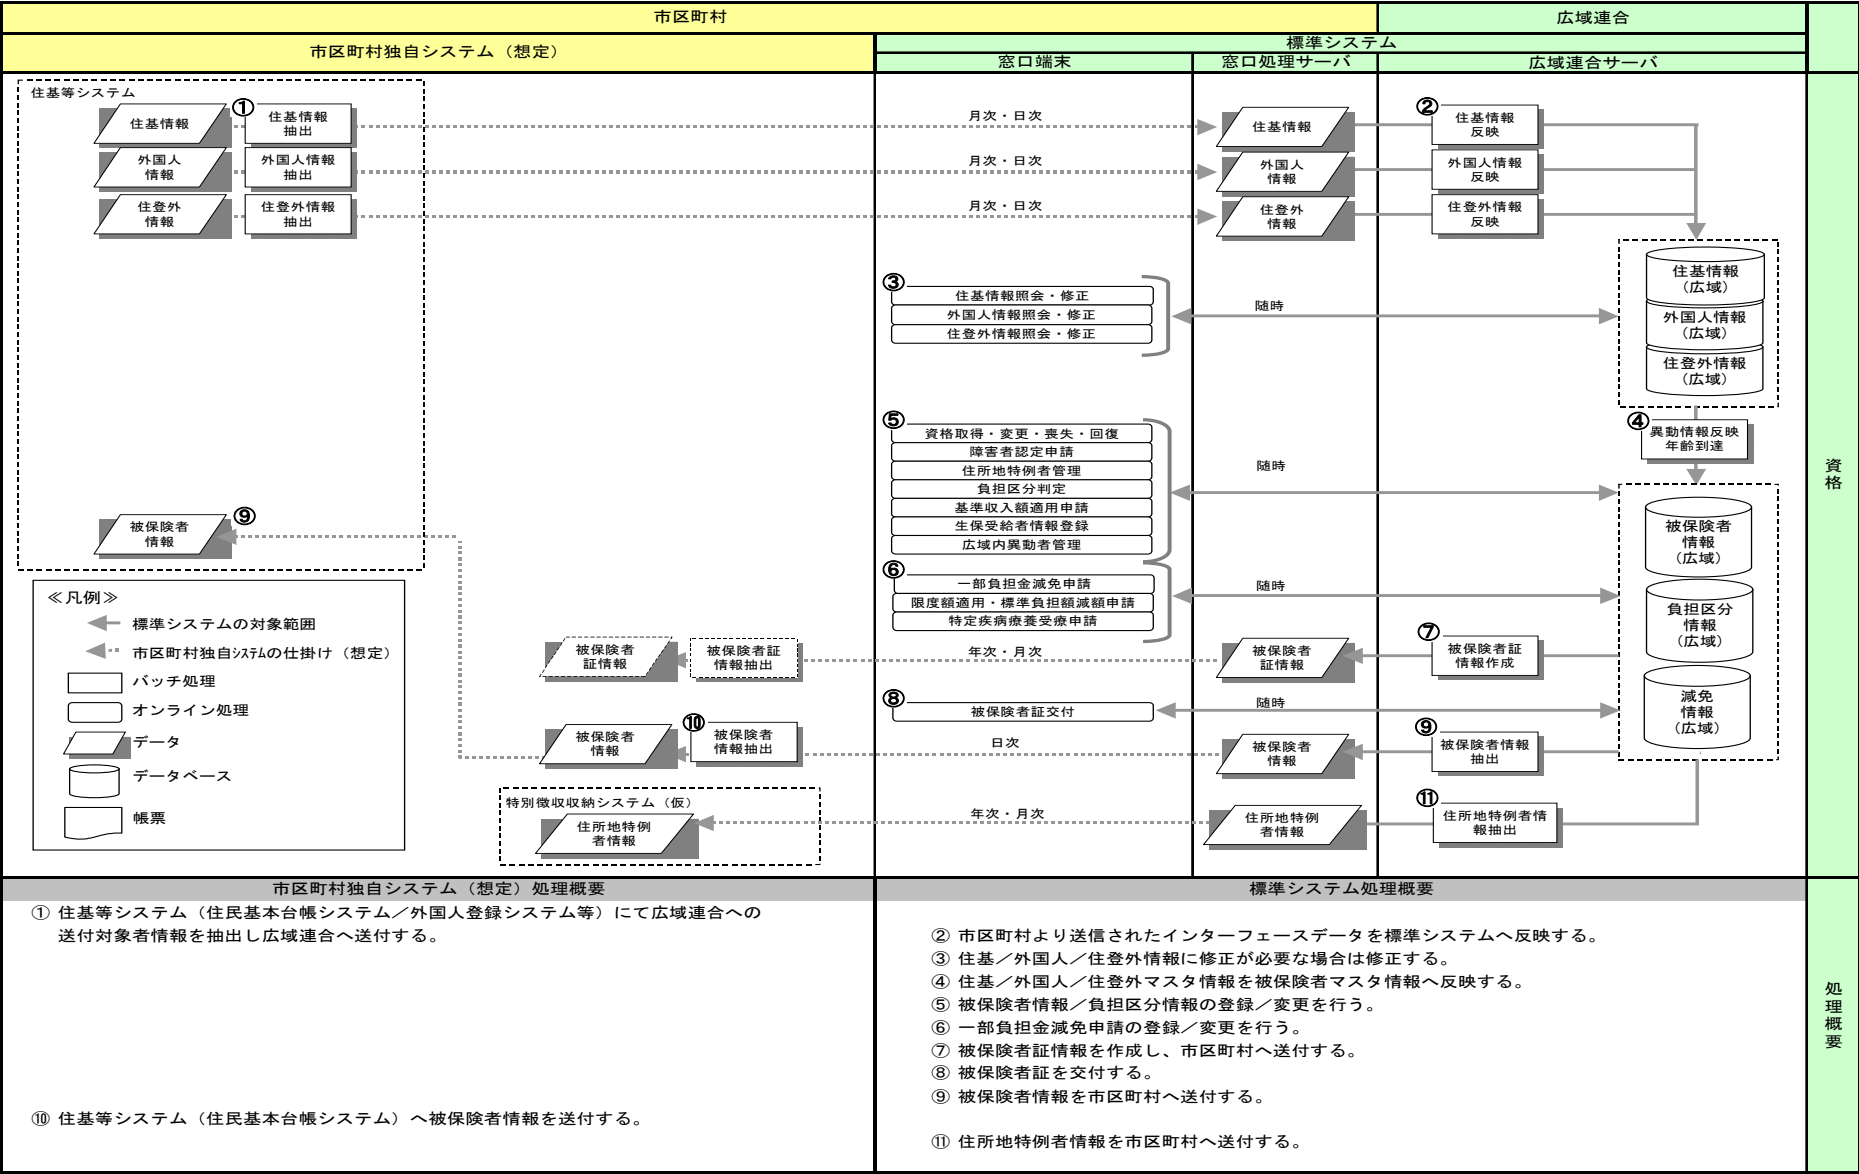 市区町村
広域連合
市区町村独自システム（想定）
標準システム
窓口端末
窓口処理サーバ
広域連合サーバ
住基等システム
住基情報
①
住基情報
抽出
月次・日次
住基情報
②
住基情報
反映
外国人
情報
外国人情報
抽出
月次・日次
外国人
情報
外国人情報
反映
住登外
情報
住登外情報
抽出
月次・日次
住登外
情報
住登外情報
反映
住基情報
（広域）
外国人情報
（広域）
住登外情報
（広域）
③
住基情報照会・修正
外国人情報照会・修正
住登外情報照会・修正
随時
④
異動情報反映
年齢到達
⑤
資格取得・変更・喪失・回復
障害者認定申請
住所地特例者管理
負担区分判定
基準収入額適用申請
生保受給者情報登録
広域内異動者管理
随時
資格
被保険者
情報
⑨
被保険者
情報
（広域）
負担区分
情報
（広域）
減免
情報
（広域）
⑥
一部負担金減免申請
限度額適用・標準負担額減額申請
特定疾病療養受療申請
随時
≪凡例≫
標準システムの対象範囲
市区町村独自システムの仕掛け（想定）
バッチ処理
オンライン処理
データ
データベース
帳票
被保険者
証情報
被保険者証
情報抽出
年次・月次
被保険者
証情報
⑦
被保険者証
情報作成
⑧
被保険者証交付
随時
被保険者
情報
⑩
被保険者
情報抽出
日次
被保険者
情報
⑨
被保険者情報
抽出
特別徴収収納システム（仮）
住所地特例
者情報
年次・月次
住所地特例
者情報
⑪
住所地特例者情
報抽出
市区町村独自システム（想定）処理概要
標準システム処理概要
① 住基等システム（住民基本台帳システム／外国人登録システム等）にて広域連合への
送付対象者情報を抽出し広域連合へ送付する。
⑩ 住基等システム（住民基本台帳システム）へ被保険者情報を送付する。
② 市区町村より送信されたインターフェースデータを標準システムへ反映する。
③ 住基／外国人／住登外情報に修正が必要な場合は修正する。
④ 住基／外国人／住登外マスタ情報を被保険者マスタ情報へ反映する。
⑤ 被保険者情報／負担区分情報の登録／変更を行う。
⑥ 一部負担金減免申請の登録／変更を行う。
⑦ 被保険者証情報を作成し、市区町村へ送付する。
⑧ 被保険者証を交付する。
⑨ 被保険者情報を市区町村へ送付する。
⑪ 住所地特例者情報を市区町村へ送付する。
処理概要